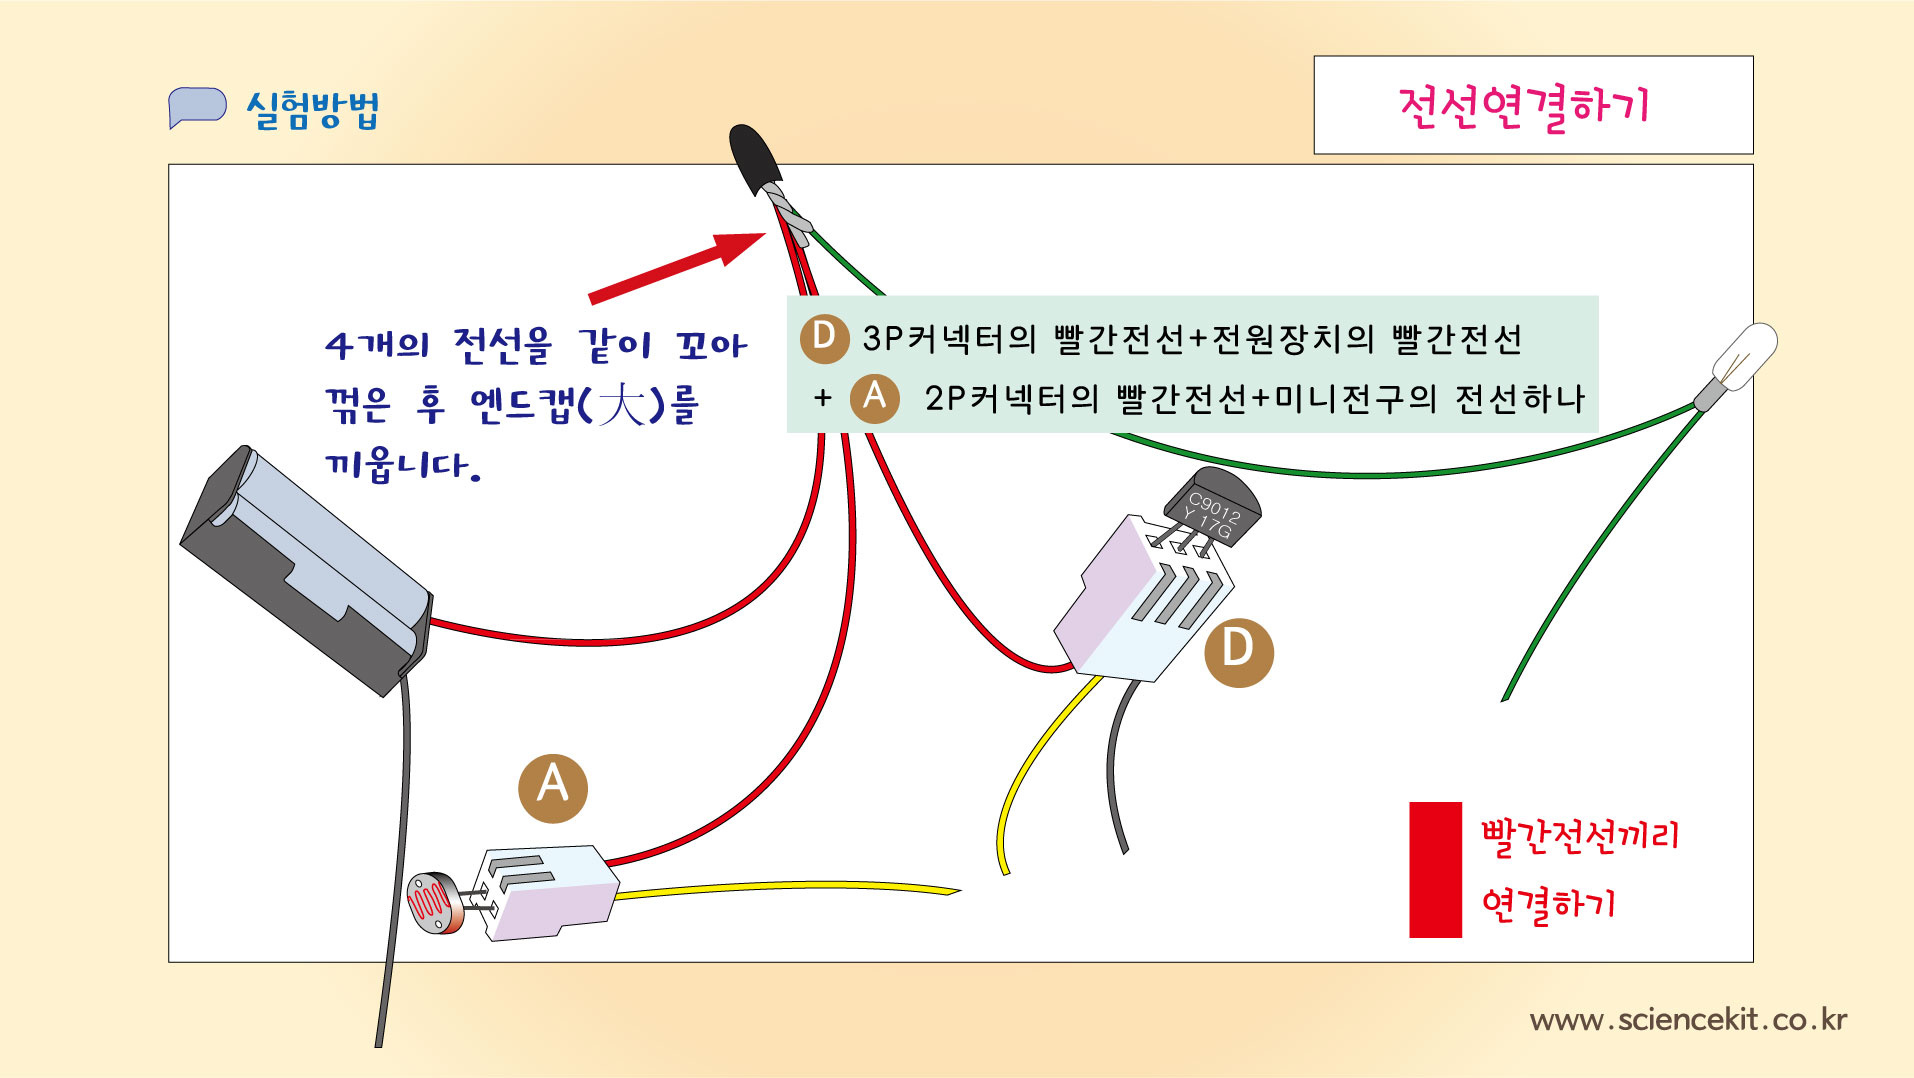 실험방법
전선연결하기
4개의 전선을 같이 꼬아
꺾은 후 엔드캡(大)를
끼웁니다.
D 3P커넥터의 빨간전선+전원장치의 빨간전선
+ A 2P커넥터의 빨간전선+미니전구의 전선하나
C9012
Y 17G
D
A
빨간전선끼리
연결하기
www.sciencekit.co.kr